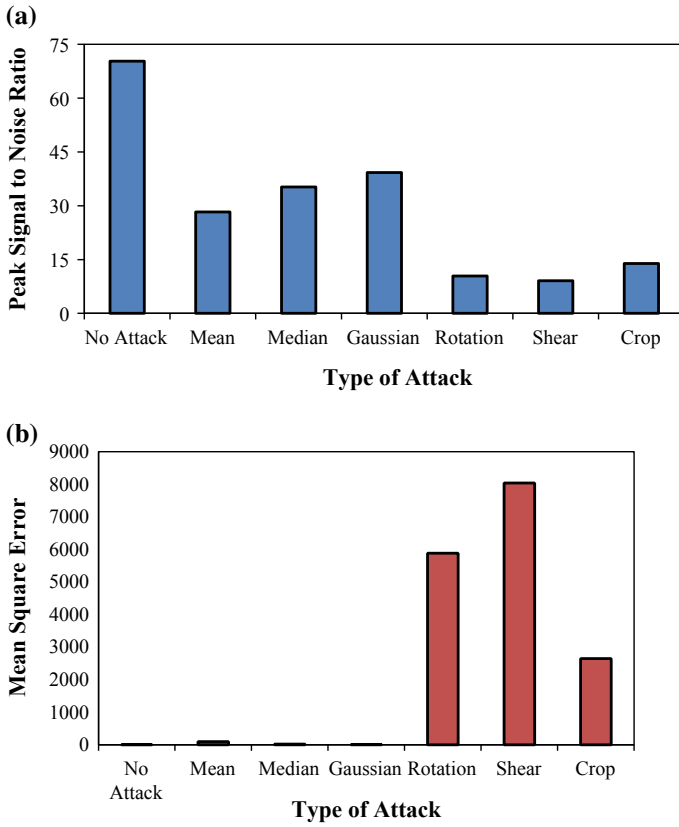 (a)
Peak Signal to Noise Ratio
75
60
45
30
15
0
No Attack Mean Median Gaussian Rotation Shear Crop
Type of Attack
(b)
Mean Square Error
9000
8000
7000
6000
5000
4000
3000
2000
1000
0
No Attack Mean Median Gaussian Rotation Shear Crop
Type of Attack